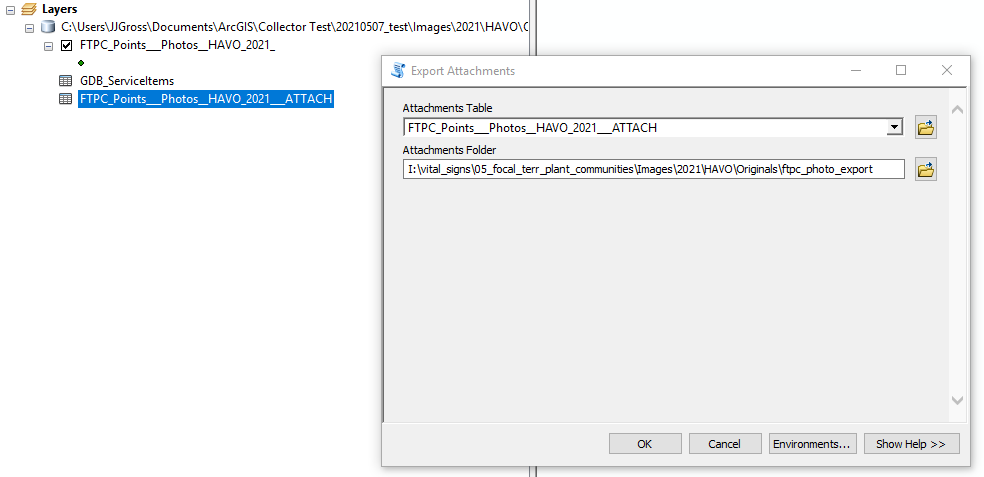 Layers
C:\Users\JJGross\Documents\ArcGIS\Collector Test\20210507_test\Images\2021\HAVO\
FTPC_Points___Photos__HAVO_2021_
GDB_ServiceItems
FTPC_Points___Photos__HAVO_2021___ATTACH
Export Attachments
Attachments Table
FTPC_Points___Photos__HAVO_2021___ATTACH
Attachments Folder
I:\vital_signs\05_focal_terr_plant_communities\Images\2021\HAVO\Originals\ftpc_photo_export
OK
Cancel
Environments...
Show Help >>